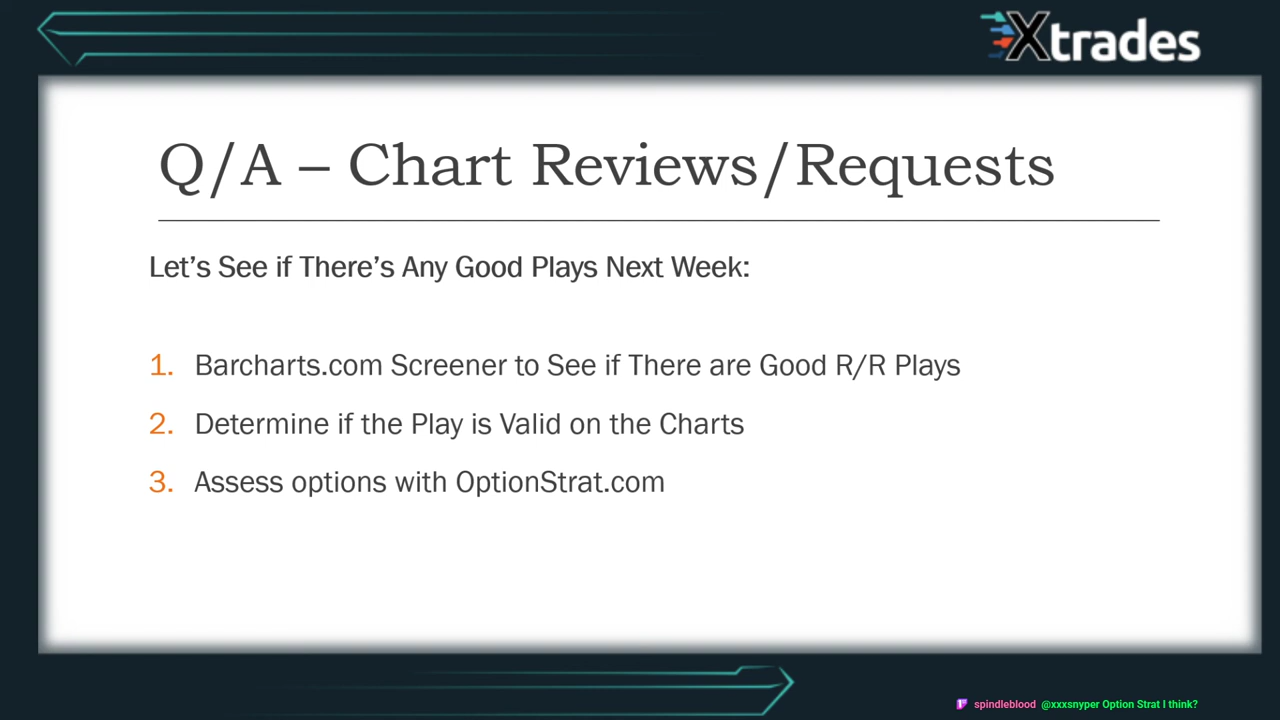 Xtrades
Q/A – Chart Reviews/Requests
Let’s See if There’s Any Good Plays Next Week:
1. Barcharts.com Screener to See if There are Good R/R Plays
2. Determine if the Play is Valid on the Charts
3. Assess options with OptionStrat.com
spindleblood @xxxsnyper Option Strat I think?